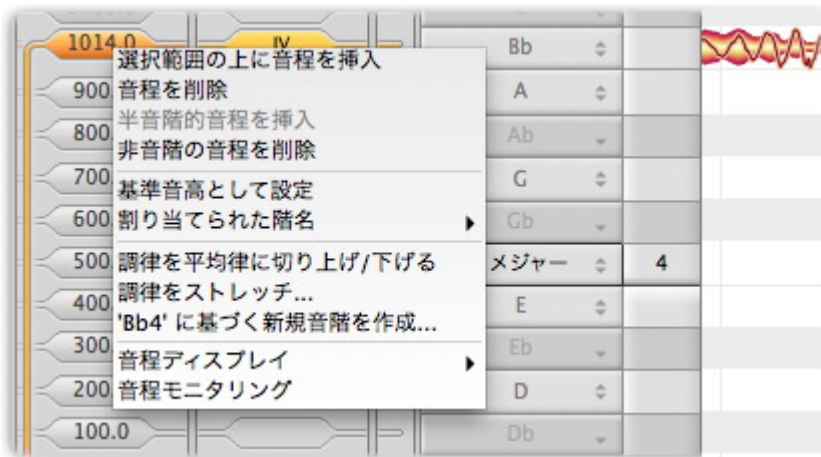 1014.0 IV Bb
選択範囲の上に音程を挿入
900. 音程を削除 A
半音階的音程を挿入
800. 非音階の音程を削除 Ab
700. 基準音高として設定 G
600. 割り当てられた階名 Gb
500. 調律を平均律に切り上げ/下げる メジャー 4
調律をストレッチ...
400. 'Bb4' に基づく新規音階を作成... E
300. 音程ディスプレイ Eb
200. 音程モニタリング D
100.0 Db